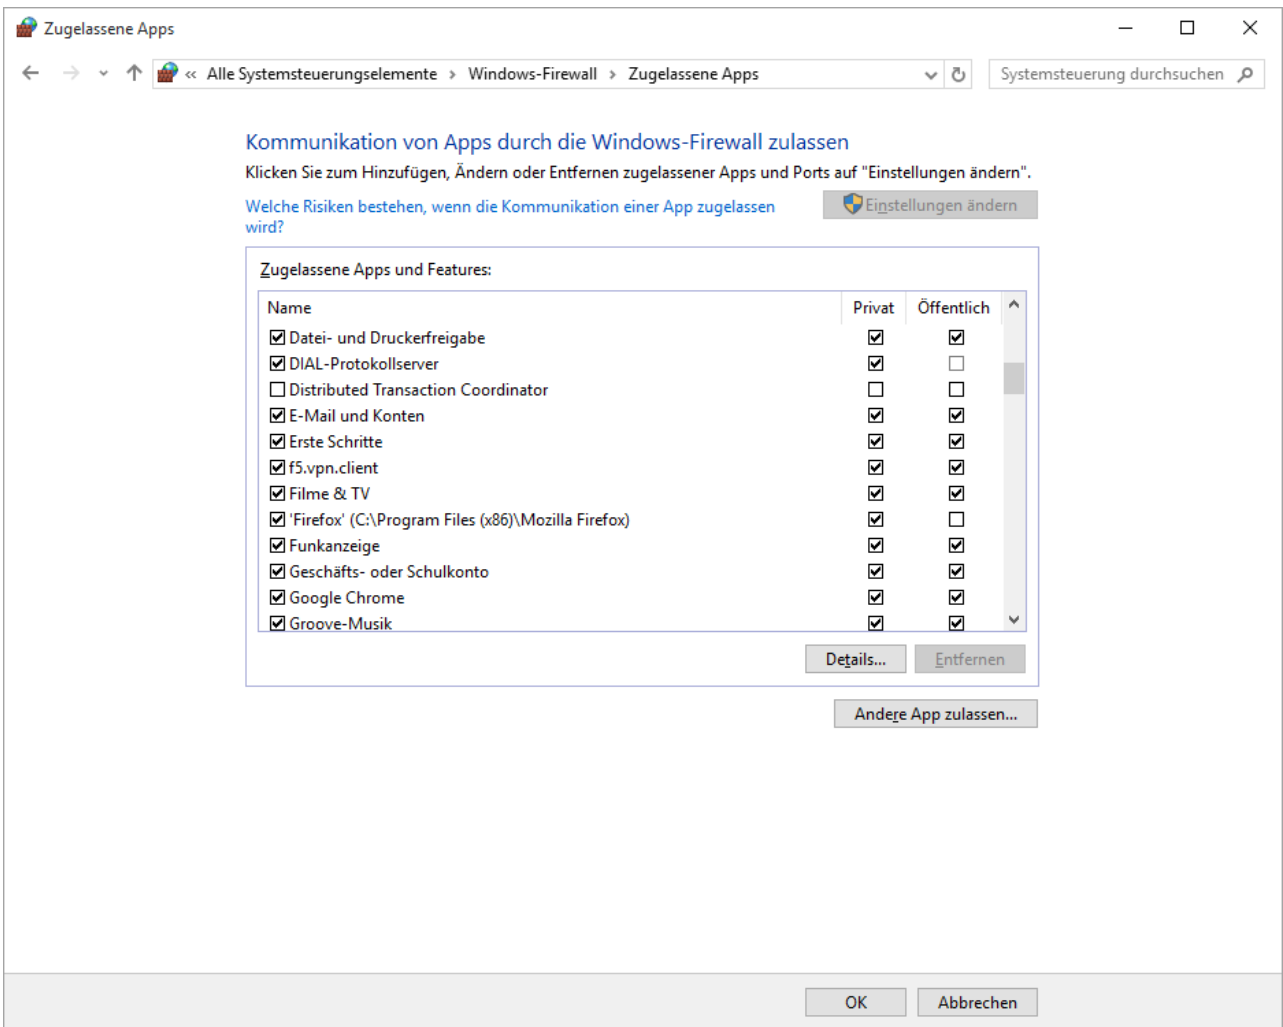 Zugelassene Apps
« Alle Systemsteuerungselemente › Windows-Firewall › Zugelassene Apps
Systemsteuerung durchsuchen
Kommunikation von Apps durch die Windows-Firewall zulassen
Klicken Sie zum Hinzufügen, Ändern oder Entfernen zugelassener Apps und Ports auf "Einstellungen ändern".
Welche Risiken bestehen, wenn die Kommunikation einer App zugelassen
wird?
Einstellungen ändern
Zugelassene Apps und Features:
Name Privat Öffentlich
Datei- und Druckerfreigabe
DIAL-Protokollserver
Distributed Transaction Coordinator
E-Mail und Konten
Erste Schritte
f5.vpn.client
Filme & TV
'Firefox' (C:\Program Files (x86)\Mozilla Firefox)
Funkanzeige
Geschäfts- oder Schulkonto
Google Chrome
Groove-Musik
Details... Entfernen
Andere App zulassen...
OK Abbrechen